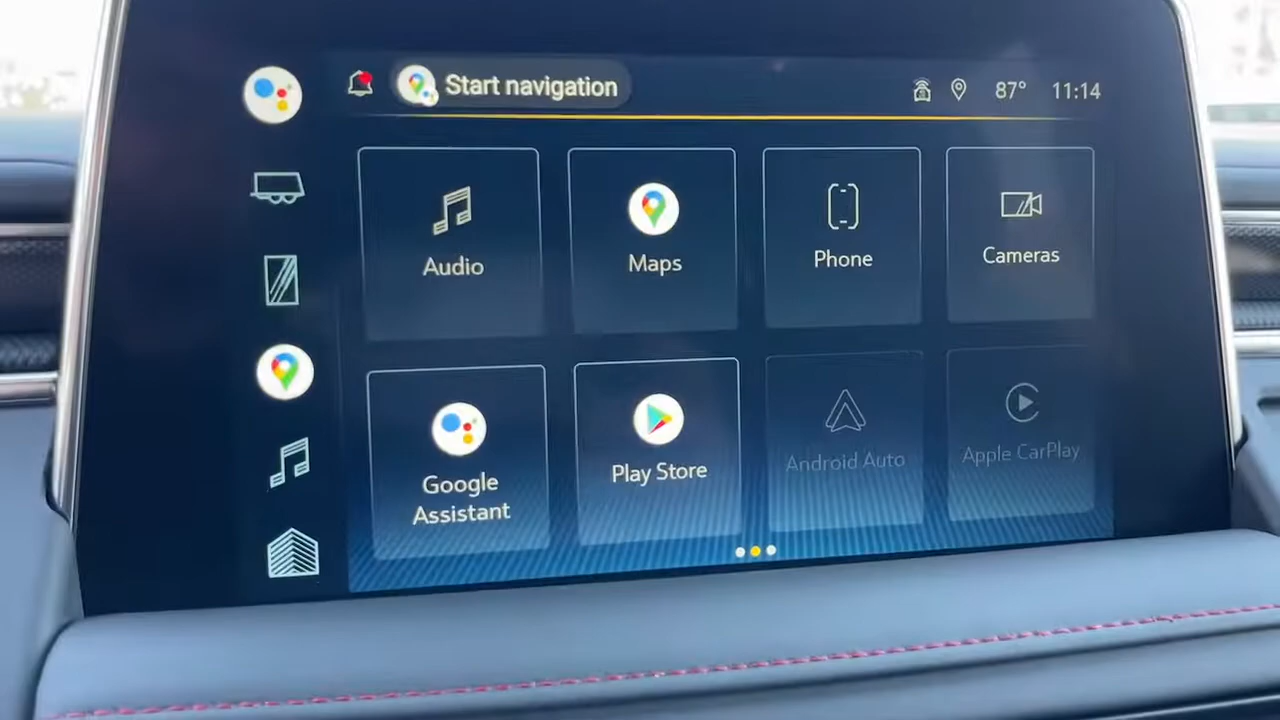 Start navigation
87° 11:14
Audio
Maps
Phone
Cameras
Google
Assistant
Play Store
Android Auto
Apple CarPlay